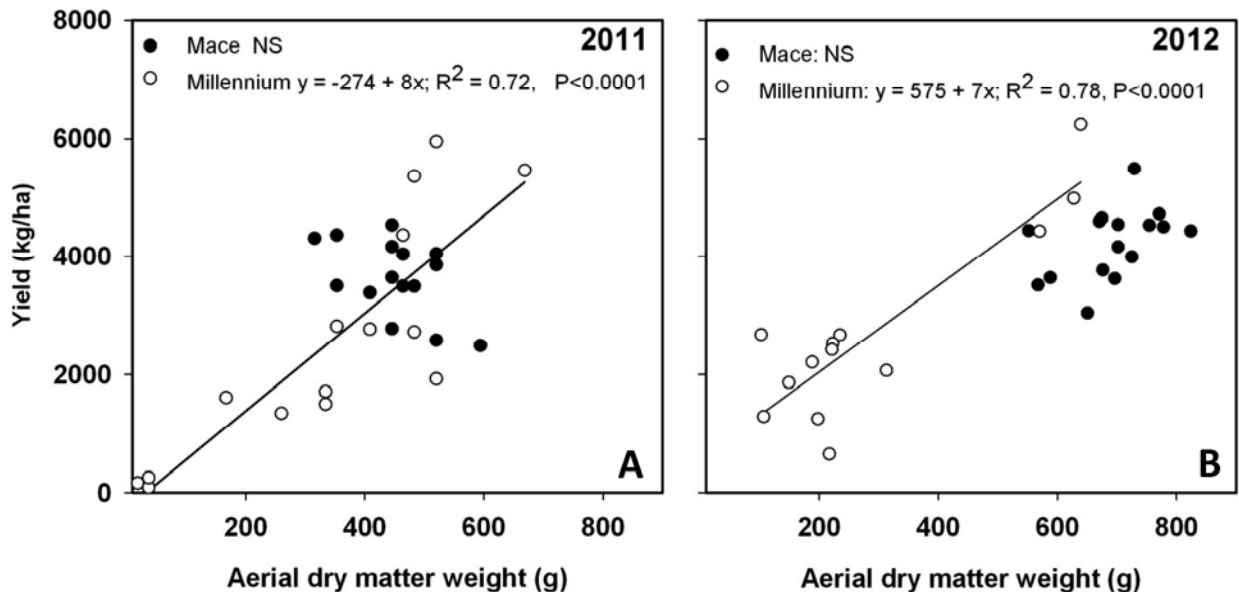 8000
6000
4000
2000
0
Yield (kg/ha)
Mace NS
Millennium y = -274 + 8x; R2 = 0.72, P<0.0001
2011
A
200 400 600 800
Aerial dry matter weight (g)
Mace: NS
Millennium: y = 575 + 7x; R2 = 0.78, P<0.0001
2012
B
200 400 600 800
Aerial dry matter weight (g)